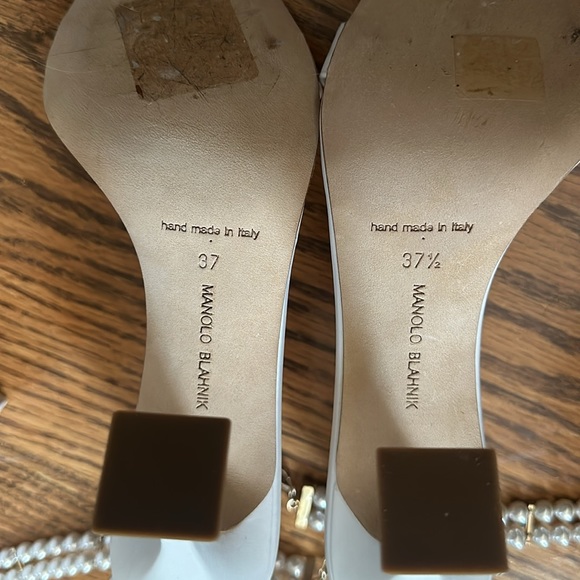 hand made in Italy
37
MANOLO BLAHNIK
hand made in Italy
37½
MANOLO BLAHNIK